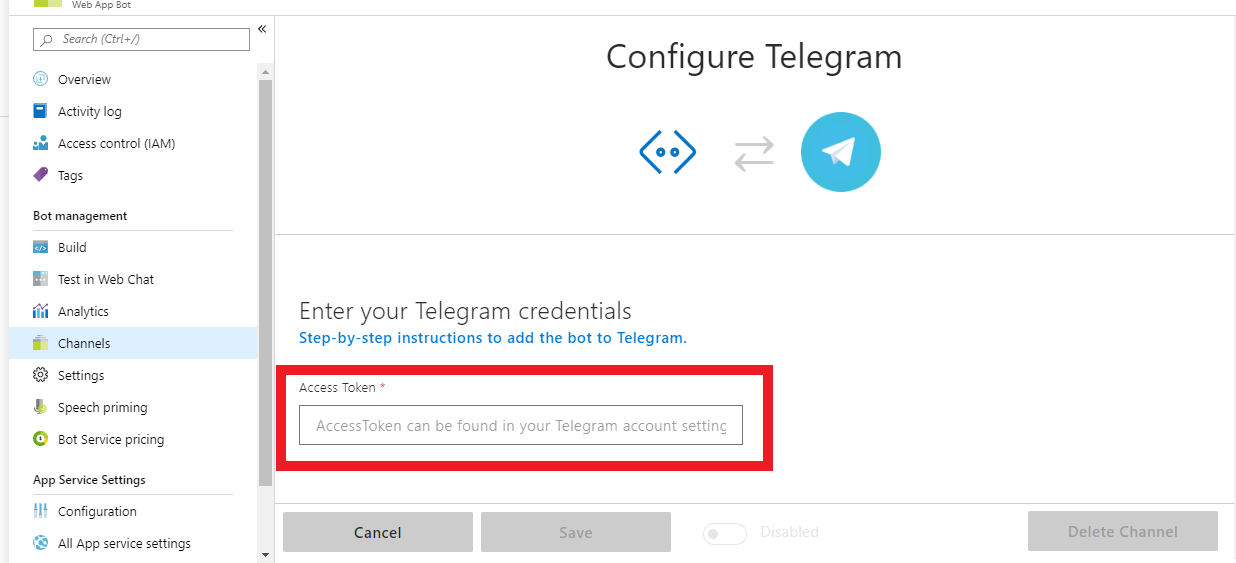 Web App Bot
Search (Ctrl+/)
«
Overview
Activity log
Access control (IAM)
Tags
Bot management
Build
Test in Web Chat
Analytics
Channels
Settings
Speech priming
Bot Service pricing
App Service Settings
Configuration
All App service settings
Configure Telegram
Enter your Telegram credentials
Step-by-step instructions to add the bot to Telegram.
Access Token *
AccessToken can be found in your Telegram account setting
Cancel
Save
Disabled
Delete Channel